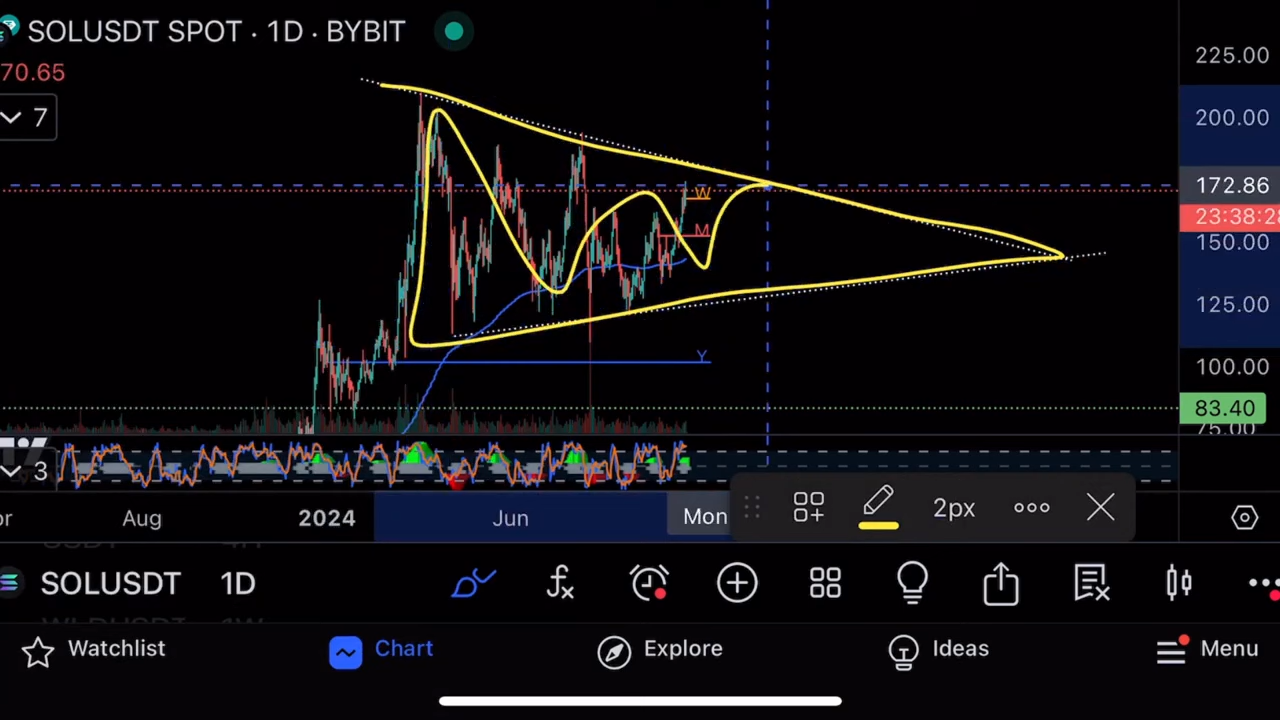 SOLUSDT SPOT · 1D · BYBIT
70.65
7
225.00
200.00
172.86
23:38:2
150.00
125.00
100.00
83.40
75.00
W
M
Y
3
Aug
2024
Jun
Mon
2px
SOLUSDT 1D
Watchlist
Chart
Explore
Ideas
Menu